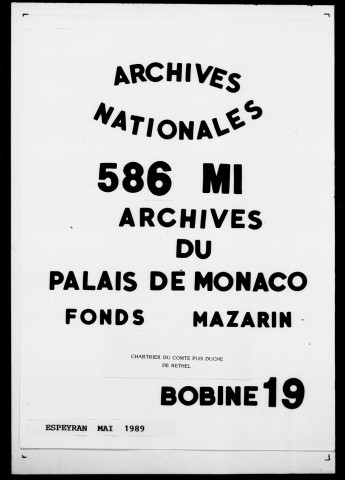 ARCHIVES
NATIONALES
586 MI
ARCHIVES
DU
PALAIS DE MONACO
FONDS MAZARIN
CHARTRIER DU COMTE PUIS DUCHE
DE RETHEL
BOBINE 19
ESPEYRAN MAI 1989